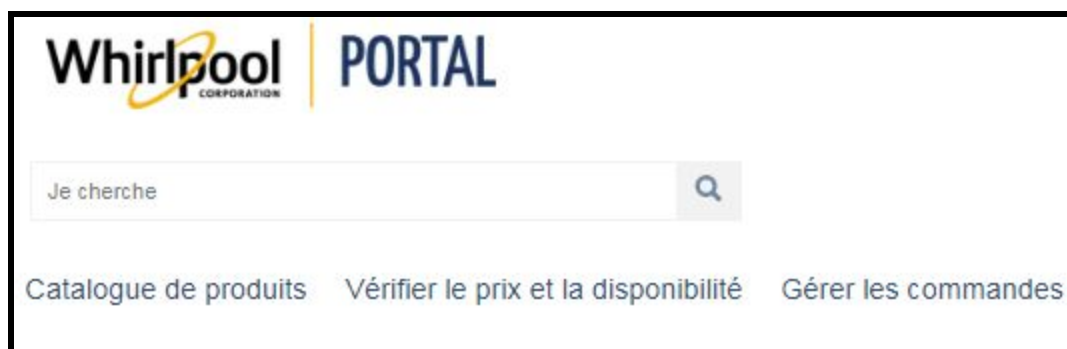 Whirlpool PORTAL
CORPORATION
Je cherche
Catalogue de produits Vérifier le prix et la disponibilité Gérer les commandes